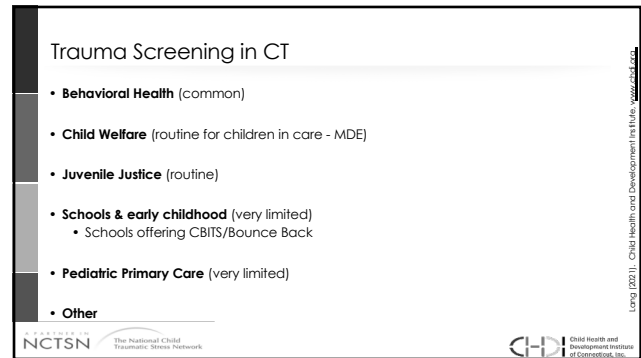 Trauma Screening in CT
• Behavioral Health (common)
• Child Welfare (routine for children in care - MDE)
• Juvenile Justice (routine)
• Schools & early childhood (very limited)
• Schools offering CBITS/Bounce Back
• Pediatric Primary Care (very limited)
• Other
Lang (2021). Child Health and Development Institute. www.chdi.org
A PARTNER IN
NCTSN
The National Child
Traumatic Stress Network
CHDI
Child Health and
Development Institute
of Connecticut, Inc.